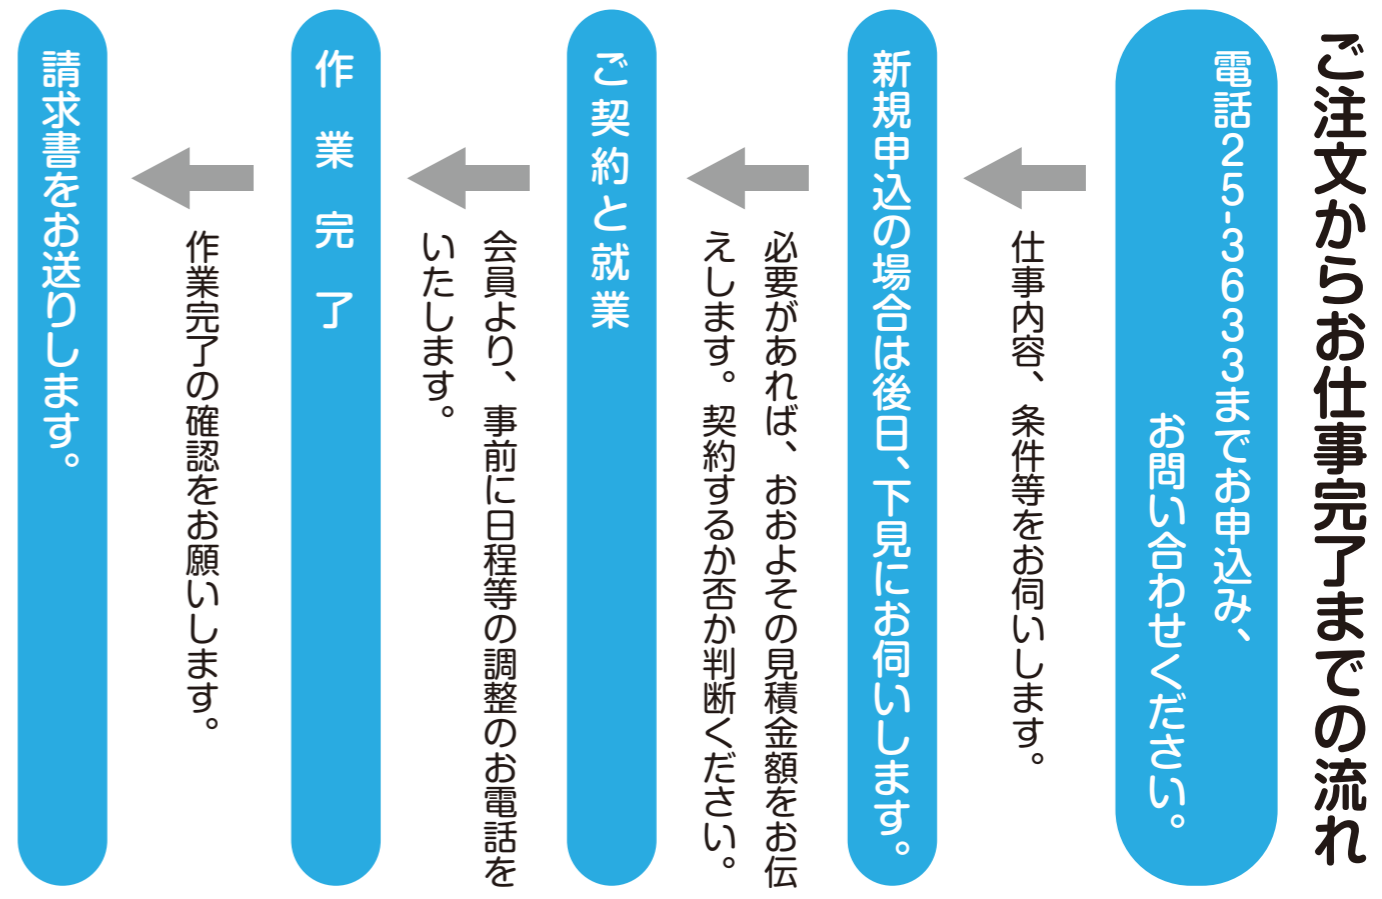 ご注文からお仕事完了までの流れ
電話25-3633までお申込み、
お問い合わせください。
仕事内容、条件等をお伺いします。
新規申込の場合は後日、下見にお伺いします。
必要があれば、おおよその見積金額をお伝
えします。契約するか否か判断ください。
ご契約と就業
会員より、事前に日程等の調整のお電話を
いたします。
作業完了
作業完了の確認をお願いします。
請求書をお送りします。